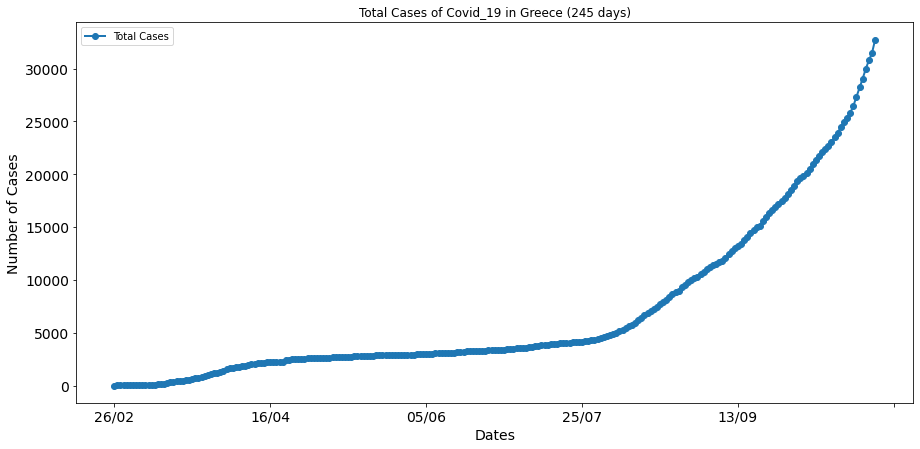 Total Cases of Covid_19 in Greece (245 days)
Total Cases
Number of Cases
30000
25000
20000
15000
10000
5000
0
26/02 16/04 05/06 25/07 13/09
Dates